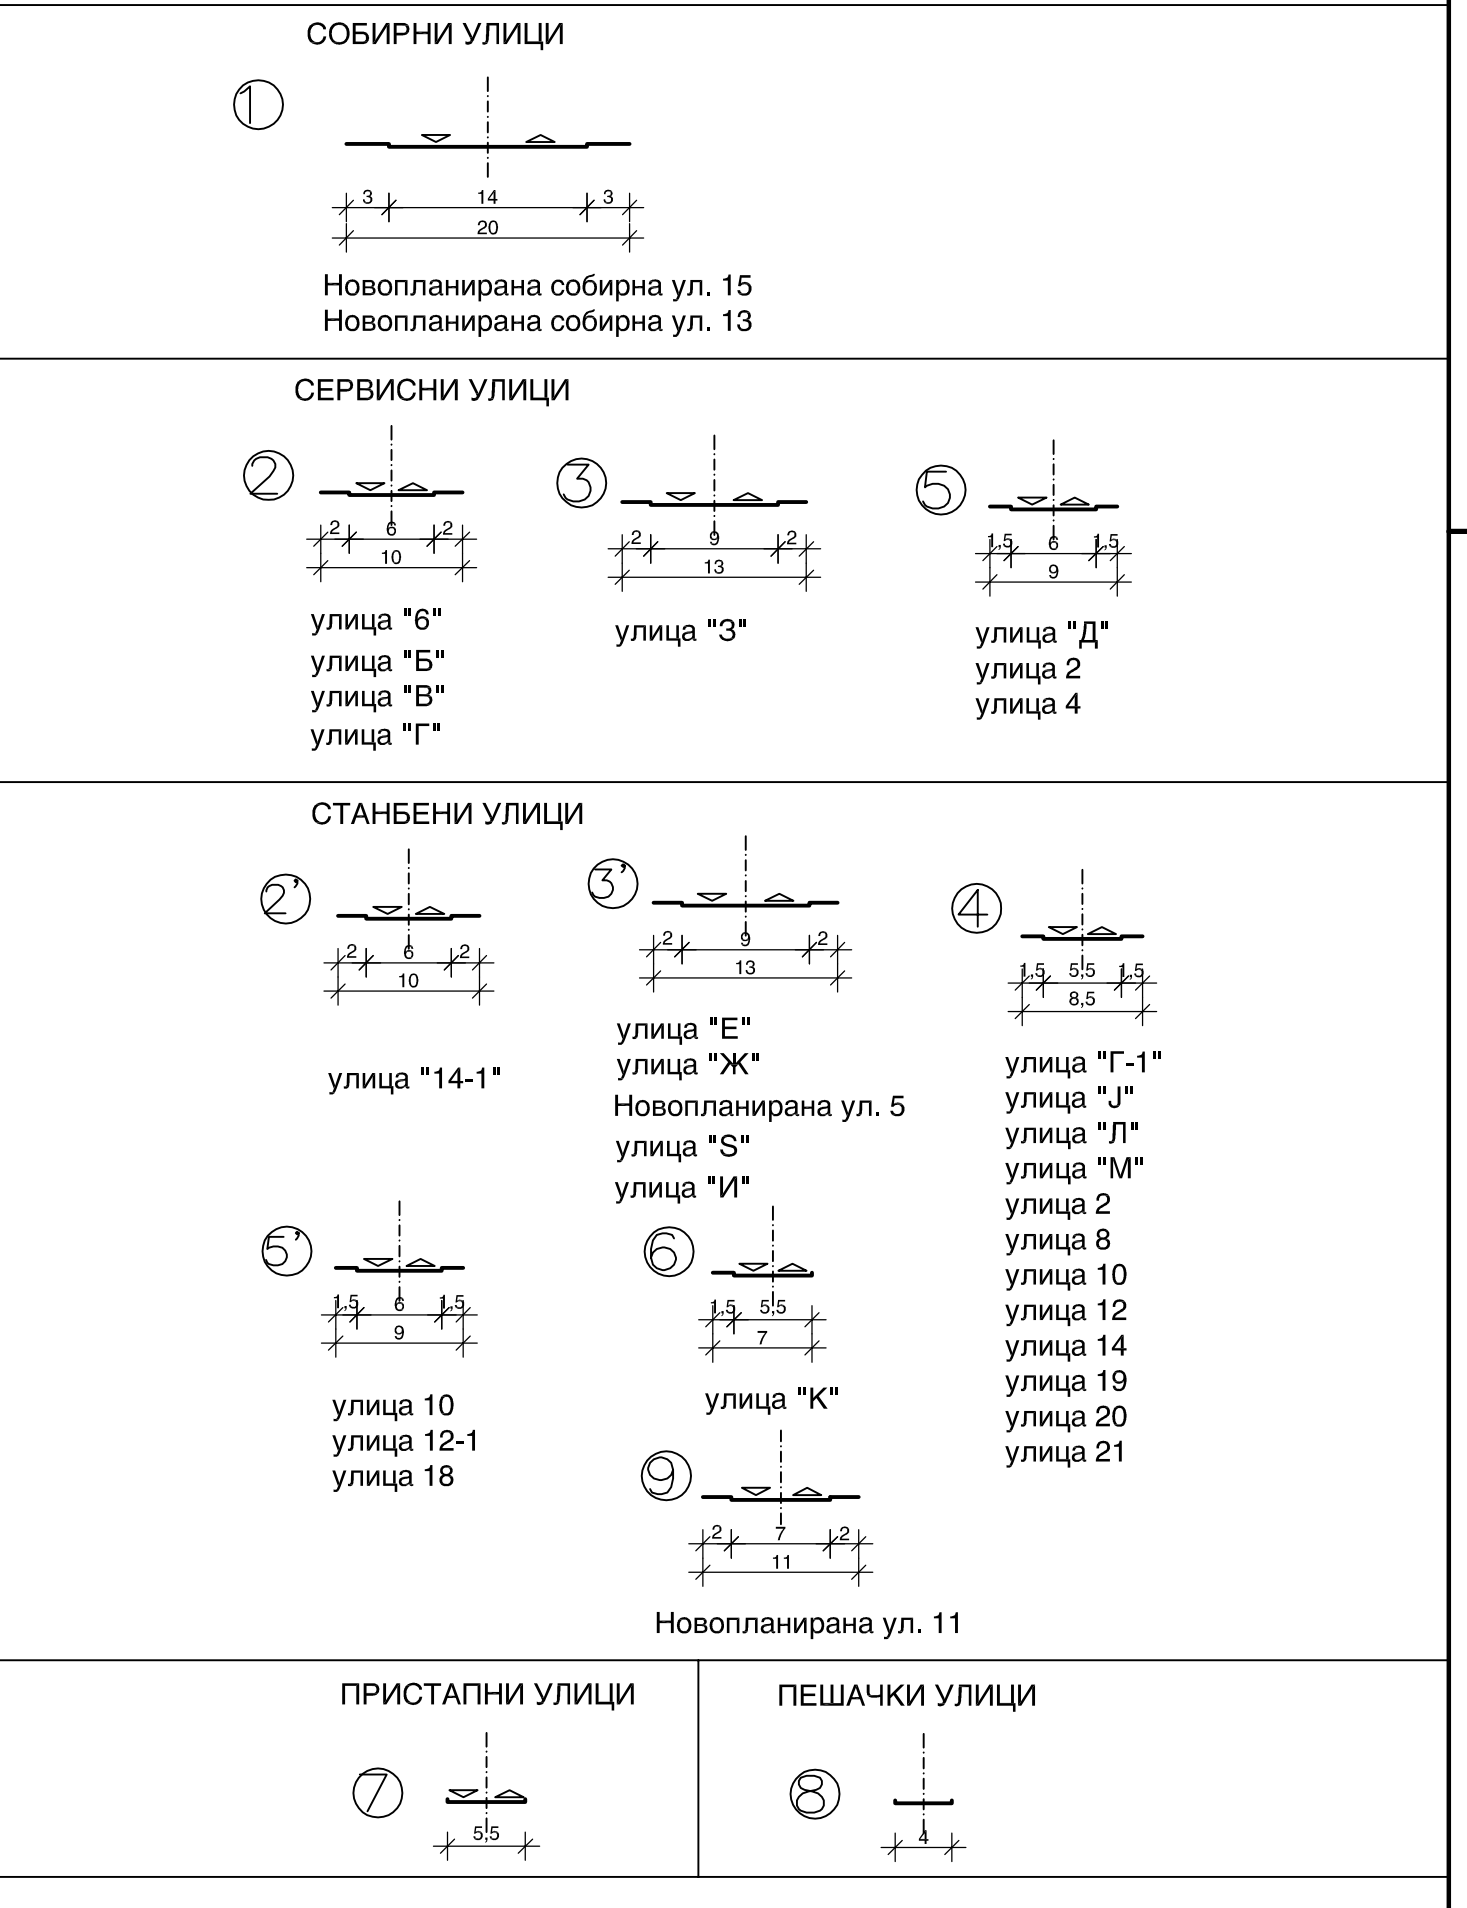 СОБИРНИ УЛИЦИ
1
3 14 3
20
Новопланирана собирна ул. 15
Новопланирана собирна ул. 13
СЕРВИСНИ УЛИЦИ
2
2 6 2
10
улица "6"
улица "Б"
улица "В"
улица "Г"
3
2 9 2
13
улица "З"
5
1,5 6 1,5
9
улица "Д"
улица 2
улица 4
СТАНБЕНИ УЛИЦИ
2'
2 6 2
10
улица "14-1"
3'
2 9 2
13
улица "Е"
улица "Ж"
Новопланирана ул. 5
улица "Ѕ"
улица "И"
4
1,5 5,5 1,5
8,5
улица "Г-1"
улица "Ј"
улица "Л"
улица "М"
улица 2
улица 8
улица 10
улица 12
улица 14
улица 19
улица 20
улица 21
5'
1,5 6 1,5
9
улица 10
улица 12-1
улица 18
6
1,5 5,5
7
улица "К"
9
2 7 2
11
Новопланирана ул. 11
ПРИСТАПНИ УЛИЦИ
7
5,5
ПЕШАЧКИ УЛИЦИ
8
4